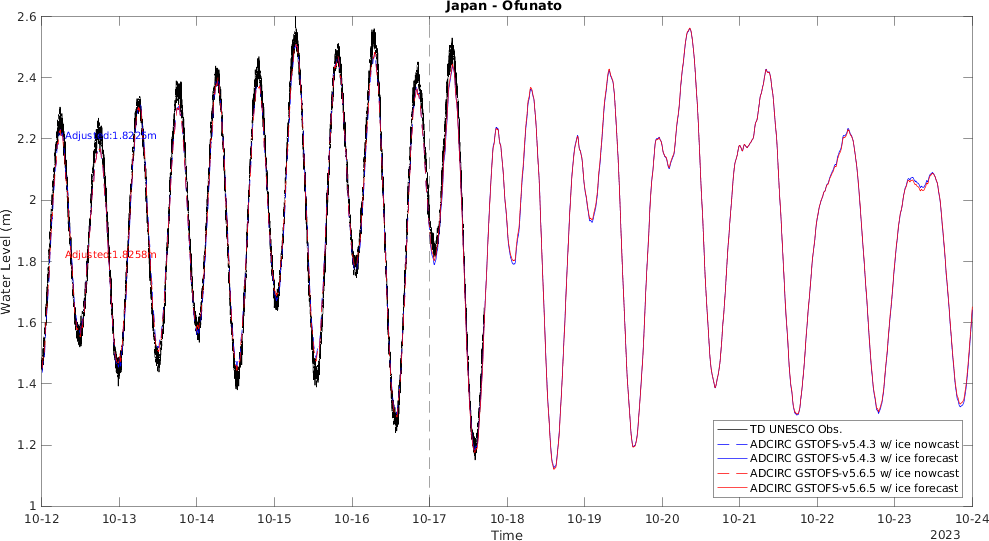 Japan - Ofunato
2.6
2.4
2.2
2
1.8
1.6
1.4
1.2
1
Water Level (m)
Adjusted:1.8225m
Adjusted:1.8258m
TD UNESCO Obs.
ADCIRC GSTOFS-v5.4.3 w/ ice nowcast
ADCIRC GSTOFS-v5.4.3 w/ ice forecast
ADCIRC GSTOFS-v5.6.5 w/ ice nowcast
ADCIRC GSTOFS-v5.6.5 w/ ice forecast
10-12 10-13 10-14 10-15 10-16 10-17 10-18 10-19 10-20 10-21 10-22 10-23 10-24
Time
2023